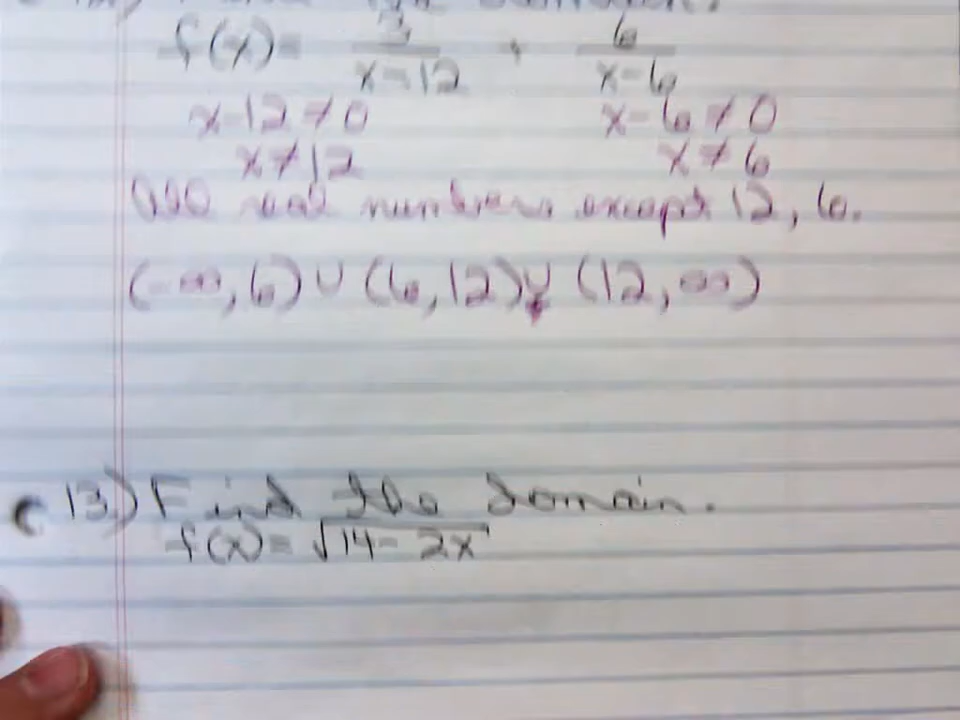 f(x) = 3/(x-12) + 6/(x-6)
x-12≠0 x-6≠0
x≠12 x≠6
All real numbers except 12, 6.
(-∞,6) ∪ (6,12) ∪ (12,∞)
13.) Find the domain.
f(x) = √14-2x